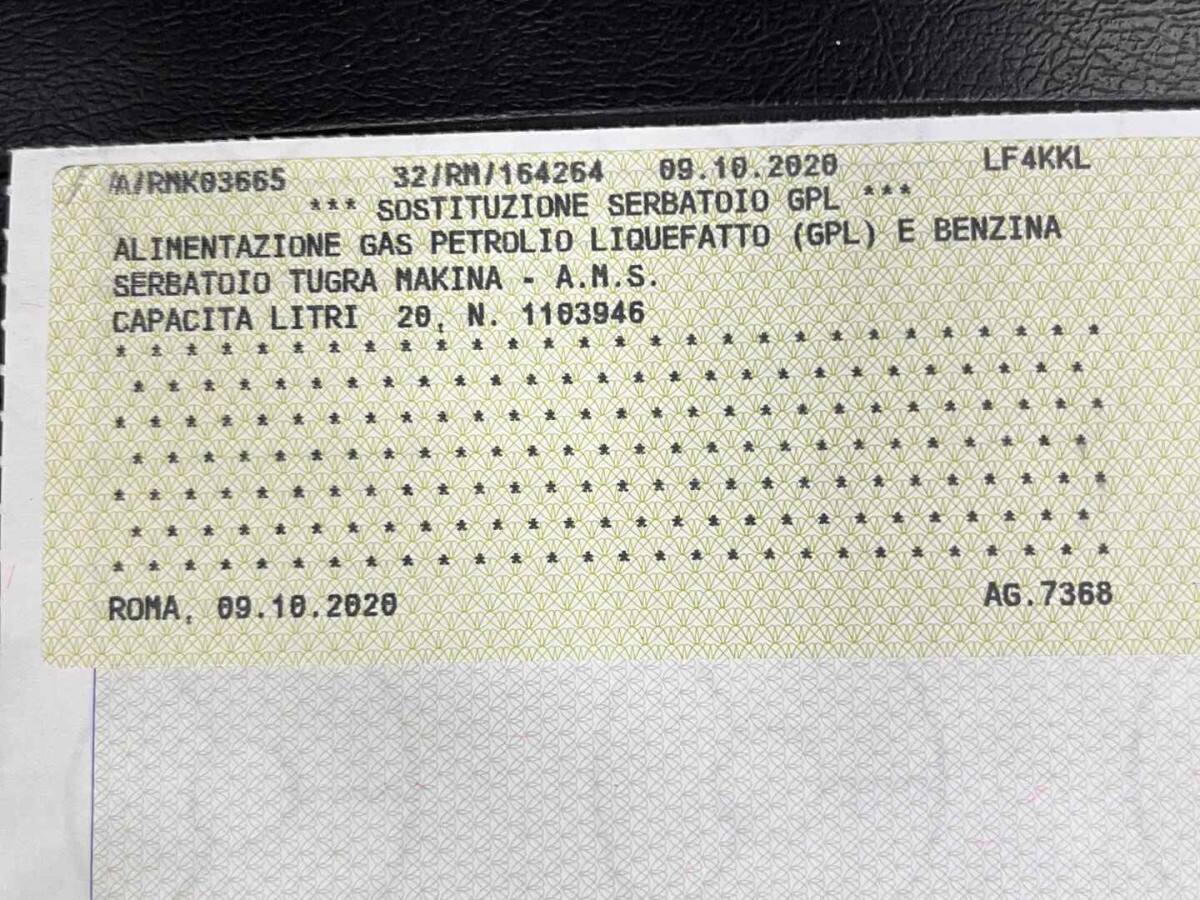 A/RMK03665 32/RM/164264 09.10.2020 LF4KKL
*** SOSTITUZIONE SERBATOIO GPL ***
ALIMENTAZIONE GAS PETROLIO LIQUEFATTO (GPL) E BENZINA
SERBATOIO TUGRA MAKINA - A.M.S.
CAPACITA LITRI 20, N. 1103946
* * * * * * * * * * * * * * * * * * * * * * * * * * * *
* * * * * * * * * * * * * * * * * * * * * * * * * * *
* * * * * * * * * * * * * * * * * * * * * * * * * * * *
* * * * * * * * * * * * * * * * * * * * * * * * * * *
* * * * * * * * * * * * * * * * * * * * * * * * * * * *
* * * * * * * * * * * * * * * * * * * * * * * * * * *
* * * * * * * * * * * * * * * * * * * * * * * * * * * *
ROMA, 09.10.2020 AG.7368